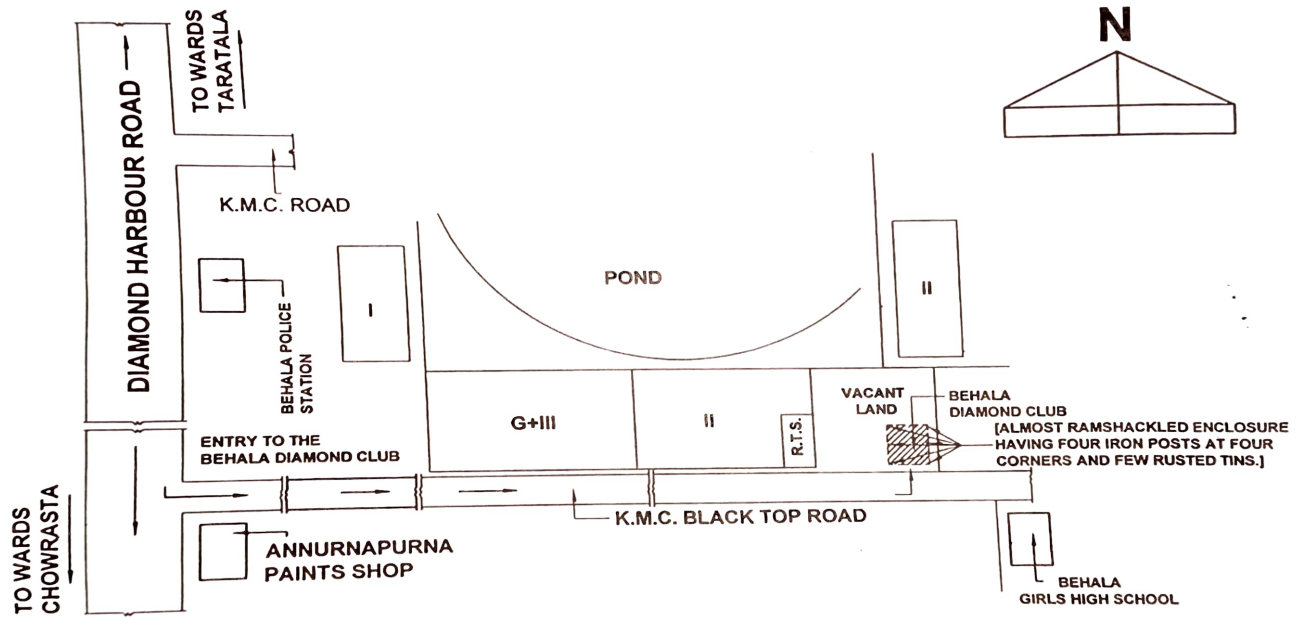 N
TO WARDS
TARATALA
DIAMOND HARBOUR ROAD
K.M.C. ROAD
BEHALA POLICE
STATION
I
POND
II
G+III
II
R.T.S.
VACANT
LAND
BEHALA
DIAMOND CLUB
[ALMOST RAMSHACKLED ENCLOSURE
HAVING FOUR IRON POSTS AT FOUR
CORNERS AND FEW RUSTED TINS.]
ENTRY TO THE
BEHALA DIAMOND CLUB
K.M.C. BLACK TOP ROAD
TO WARDS
CHOWRASTA
ANNURNAPURNA
PAINTS SHOP
BEHALA
GIRLS HIGH SCHOOL